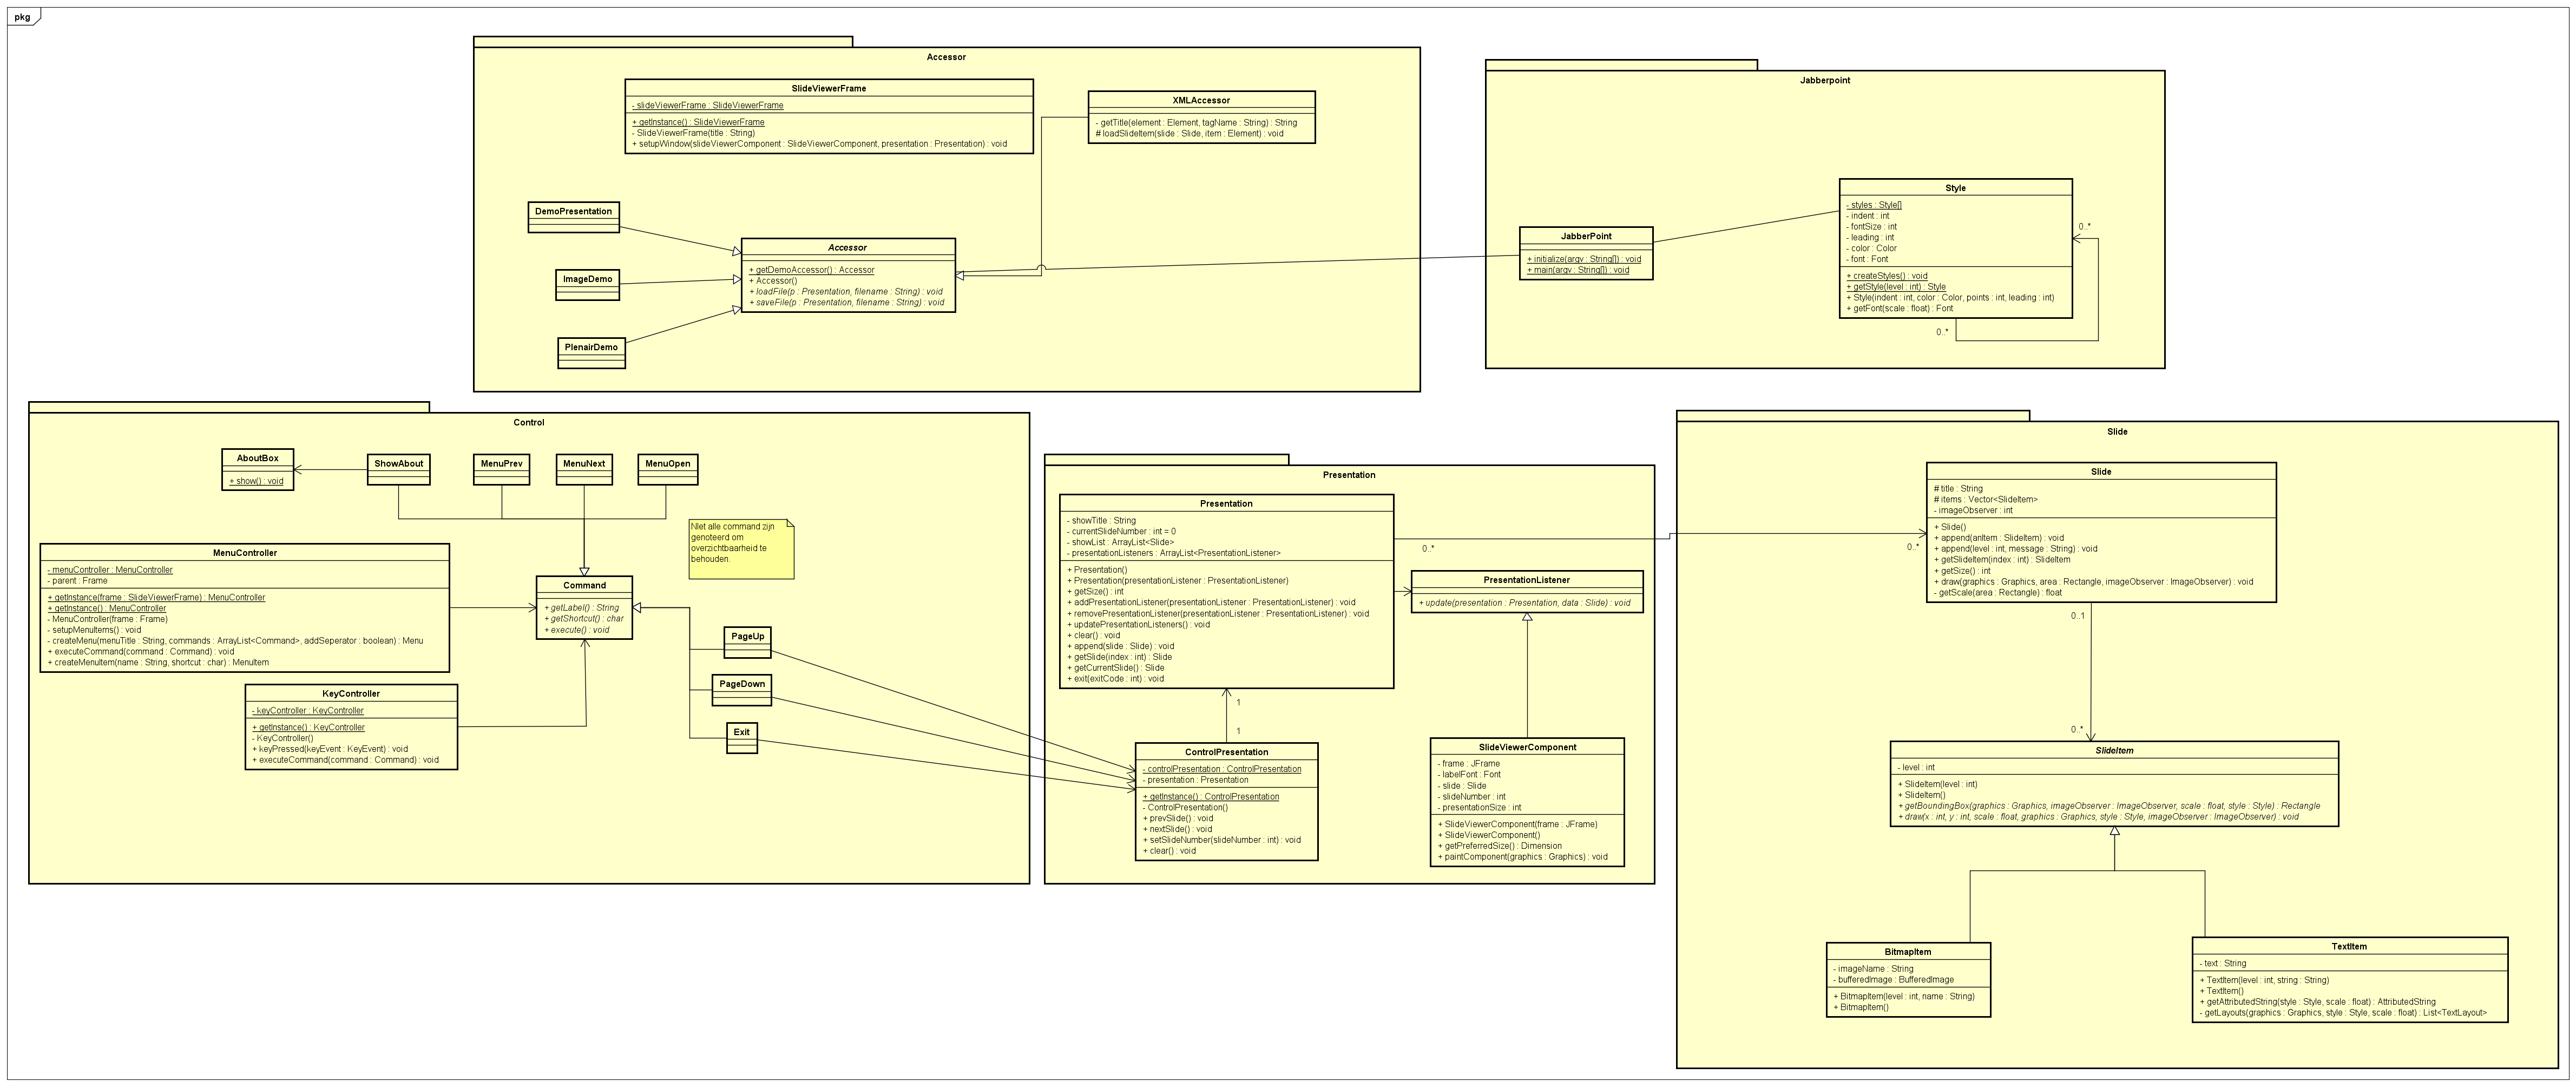 pkg
Accessor
SlideViewerFrame
- slideViewerFrame : SlideViewerFrame
+ getInstance() : SlideViewerFrame
- SlideViewerFrame(title : String)
+ setupWindow(slideViewerComponent : SlideViewerComponent, presentation : Presentation) : void
XMLAccessor
- getTitle(element : Element, tagName : String) : String
# loadSlideItem(slide : Slide, item : Element) : void
DemoPresentation
ImageDemo
PlenairDemo
Accessor
+ getDemoAccessor() : Accessor
+ Accessor()
+ loadFile(p : Presentation, filename : String) : void
+ saveFile(p : Presentation, filename : String) : void
Jabberpoint
JabberPoint
+ initialize(argv : String[]) : void
+ main(argv : String[]) : void
Style
- styles : Style[]
- indent : int
- fontSize : int
- leading : int
- color : Color
- font : Font
+ createStyles() : void
+ getStyle(level : int) : Style
+ Style(indent : int, color : Color, points : int, leading : int)
+ getFont(scale : float) : Font
0..*
0..*
Control
AboutBox
+ show() : void
ShowAbout
MenuPrev
MenuNext
MenuOpen
NIet alle command zijn
genoteerd om
overzichtbaarheid te
behouden.
MenuController
- menuController : MenuController
- parent : Frame
+ getInstance(frame : SlideViewerFrame) : MenuController
+ getInstance() : MenuController
- MenuController(frame : Frame)
- setupMenuItems() : void
- createMenu(menuTitle : String, commands : ArrayList<Command>, addSeperator : boolean) : Menu
+ executeCommand(command : Command) : void
+ createMenuItem(name : String, shortcut : char) : MenuItem
Command
+ getLabel() : String
+ getShortcut() : char
+ execute() : void
KeyController
- keyController : KeyController
+ getInstance() : KeyController
- KeyController()
+ keyPressed(keyEvent : KeyEvent) : void
+ executeCommand(command : Command) : void
PageUp
PageDown
Exit
Presentation
Presentation
- showTitle : String
- currentSlideNumber : int = 0
- showList : ArrayList<Slide>
- presentationListeners : ArrayList<PresentationListener>
+ Presentation()
+ Presentation(presentationListener : PresentationListener)
+ getSize() : int
+ addPresentationListener(presentationListener : PresentationListener) : void
+ removePresentationListener(presentationListener : PresentationListener) : void
+ updatePresentationListeners() : void
+ clear() : void
+ append(slide : Slide) : void
+ getSlide(index : int) : Slide
+ getCurrentSlide() : Slide
+ exit(exitCode : int) : void
0..*
0..*
PresentationListener
+ update(presentation : Presentation, data : Slide) : void
1
1
ControlPresentation
- controlPresentation : ControlPresentation
- presentation : Presentation
+ getInstance() : ControlPresentation
- ControlPresentation()
+ prevSlide() : void
+ nextSlide() : void
+ setSlideNumber(slideNumber : int) : void
+ clear() : void
SlideViewerComponent
- frame : JFrame
- labelFont : Font
- slide : Slide
- slideNumber : int
- presentationSize : int
+ SlideViewerComponent(frame : JFrame)
+ SlideViewerComponent()
+ getPreferredSize() : Dimension
+ paintComponent(graphics : Graphics) : void
Slide
Slide
# title : String
# items : Vector<SlideItem>
- imageObserver : int
+ Slide()
+ append(anItem : SlideItem) : void
+ append(level : int, message : String) : void
+ getSlideItem(index : int) : SlideItem
+ getSize() : int
+ draw(graphics : Graphics, area : Rectangle, imageObserver : ImageObserver) : void
- getScale(area : Rectangle) : float
0..1
0..*
SlideItem
- level : int
+ SlideItem(level : int)
+ SlideItem()
+ getBoundingBox(graphics : Graphics, imageObserver : ImageObserver, scale : float, style : Style) : Rectangle
+ draw(x : int, y : int, scale : float, graphics : Graphics, style : Style, imageObserver : ImageObserver) : void
BitmapItem
- imageName : String
- bufferedImage : BufferedImage
+ BitmapItem(level : int, name : String)
+ BitmapItem()
TextItem
- text : String
+ TextItem(level : int, string : String)
+ TextItem()
+ getAttributedString(style : Style, scale : float) : AttributedString
- getLayouts(graphics : Graphics, style : Style, scale : float) : List<TextLayout>